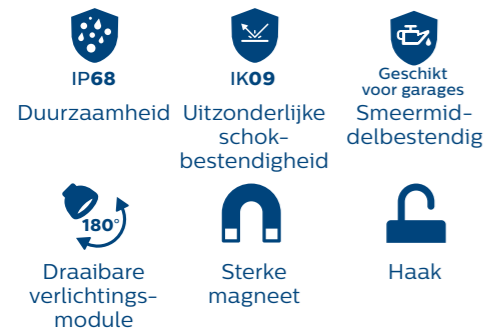 IP68
Duurzaamheid
IK09
Uitzonderlijke
schok-
bestendigheid
Geschikt
voor garages
Smeermid-
delbestendig
180°
Draaibare
verlichtings-
module
Sterke
magneet
Haak